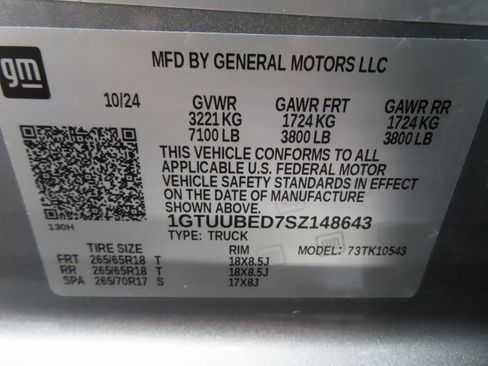 gm
MFD BY GENERAL MOTORS LLC
10/24 GVWR GAWR FRT GAWR RR
3221 KG 1724 KG 1724 KG
7100 LB 3800 LB 3800 LB
THIS VEHICLE CONFORMS TO ALL
APPLICABLE U.S. FEDERAL MOTOR
VEHICLE SAFETY STANDARDS IN EFFECT
ON THE DATE OF MANUFACTURE
SHOWN ABOVE.
130H
1GTUUBED7SZ148643
TYPE: TRUCK MODEL: 73TK10543
TIRE SIZE RIM
FRT 265/65R18 T 18X8.5J
RR 265/65R18 T 18X8.5J
SPA 265/70R17 S 17X8J